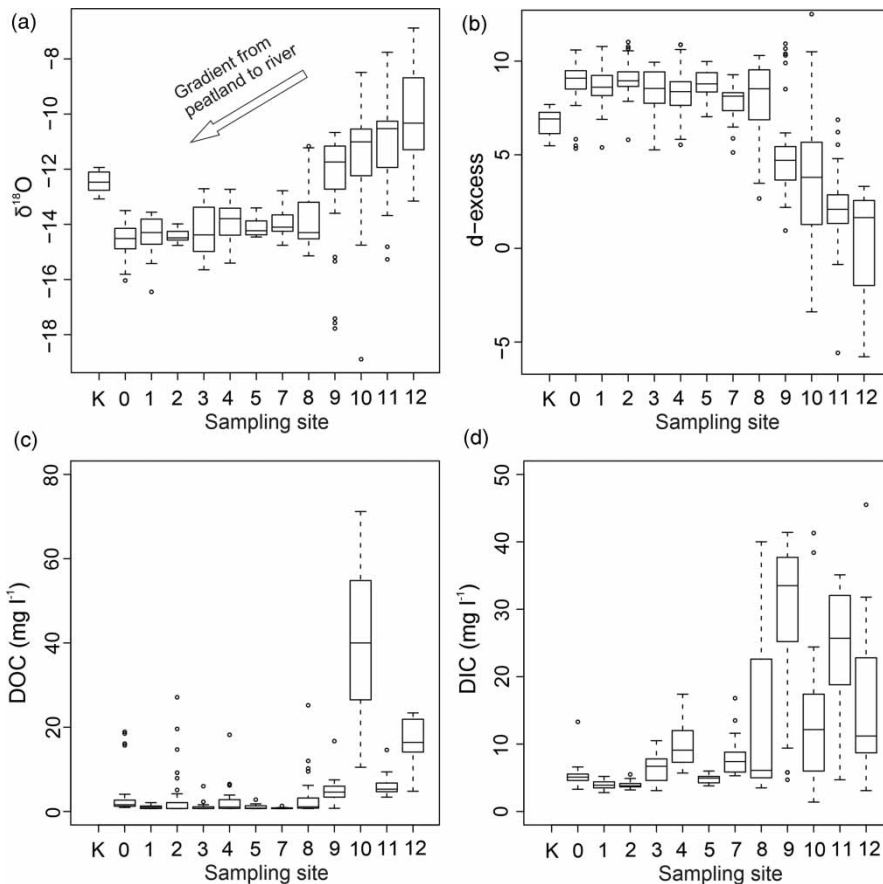 (a)
δ18O
−8
−10
−12
−14
−16
−18
Gradient from
peatland to river
K 0 1 2 3 4 5 7 8 9 10 11 12
Sampling site
(b)
d−excess
10
5
0
−5
K 0 1 2 3 4 5 7 8 9 10 11 12
Sampling site
(c)
DOC (mg l-1)
80
60
40
20
0
K 0 1 2 3 4 5 7 8 9 10 11 12
Sampling site
(d)
DIC (mg l-1)
50
40
30
20
10
0
K 0 1 2 3 4 5 7 8 9 10 11 12
Sampling site